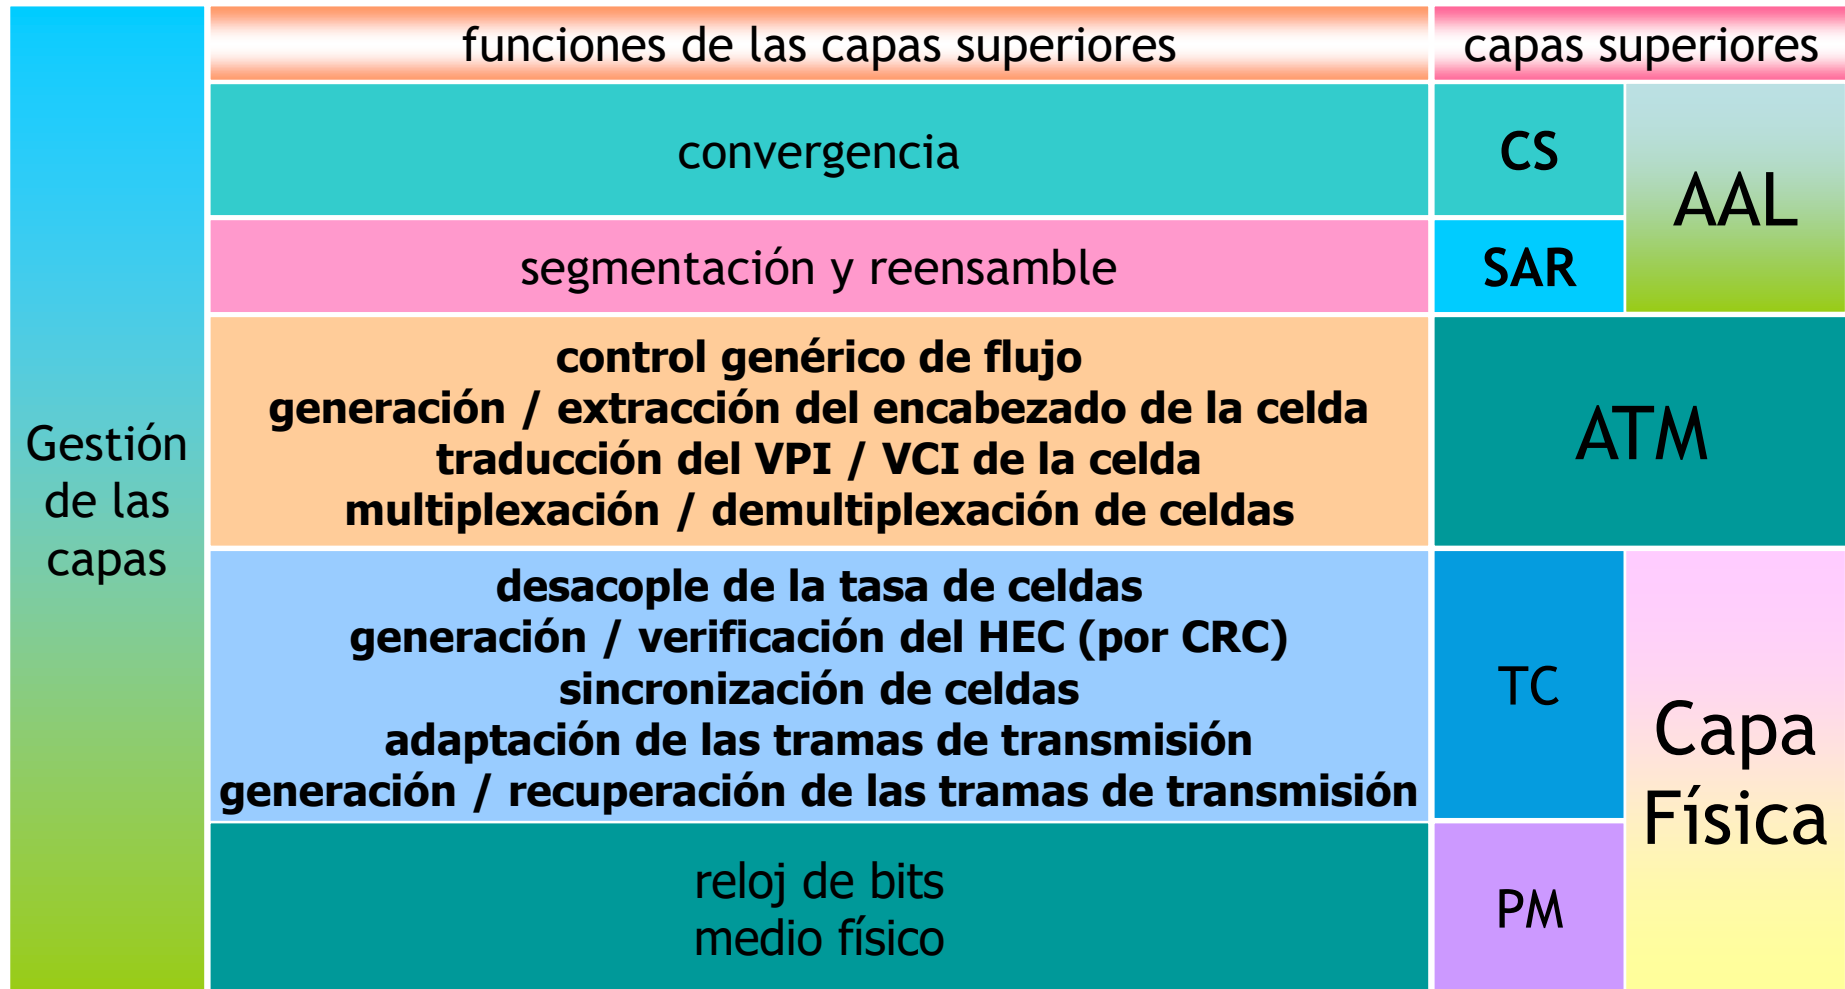 funciones de las capas superiores
capas superiores
Gestión
de las
capas
convergencia
CS
AAL
segmentación y reensamble
SAR
control genérico de flujo
generación / extracción del encabezado de la celda
traducción del VPI / VCI de la celda
multiplexación / demultiplexación de celdas
ATM
desacople de la tasa de celdas
generación / verificación del HEC (por CRC)
sincronización de celdas
adaptación de las tramas de transmisión
generación / recuperación de las tramas de transmisión
TC
Capa
Física
reloj de bits
medio físico
PM